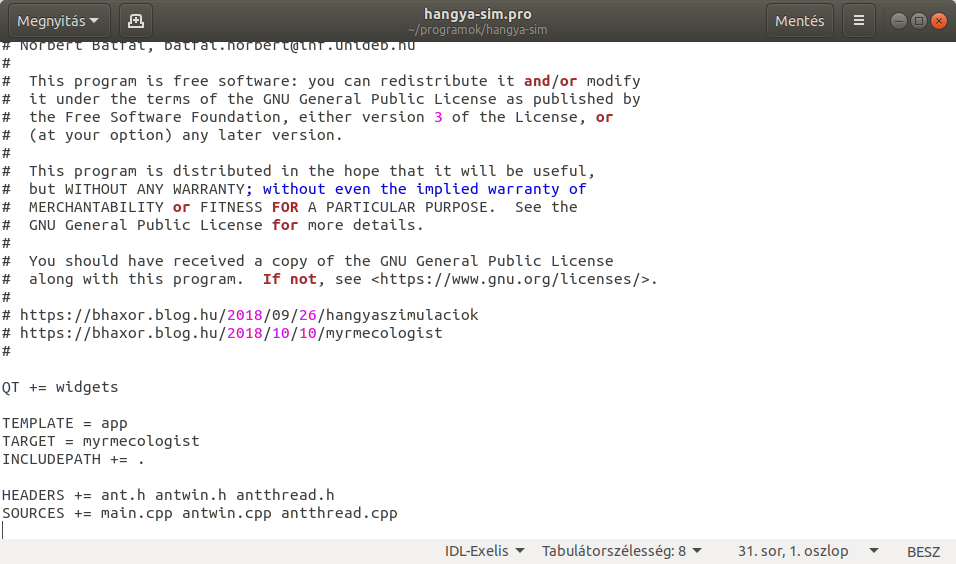 Megnyitás
hangya-sim.pro
~/programok/hangya-sim
Mentés
# Norbert Batfai, batfai.norbert@inf.unideb.hu
#
#  This program is free software: you can redistribute it and/or modify
#  it under the terms of the GNU General Public License as published by
#  the Free Software Foundation, either version 3 of the License, or
#  (at your option) any later version.
#
#  This program is distributed in the hope that it will be useful,
#  but WITHOUT ANY WARRANTY; without even the implied warranty of
#  MERCHANTABILITY or FITNESS FOR A PARTICULAR PURPOSE.  See the
#  GNU General Public License for more details.
#
#  You should have received a copy of the GNU General Public License
#  along with this program.  If not, see <https://www.gnu.org/licenses/>.
#
# https://bhaxor.blog.hu/2018/09/26/hangyaszimulaciok
# https://bhaxor.blog.hu/2018/10/10/myrmecologist
#
QT += widgets
TEMPLATE = app
TARGET = myrmecologist
INCLUDEPATH += .
HEADERS += ant.h antwin.h antthread.h
SOURCES += main.cpp antwin.cpp antthread.cpp
IDL-Exelis
Tabulátorszélesség: 8
31. sor, 1. oszlop
BESZ